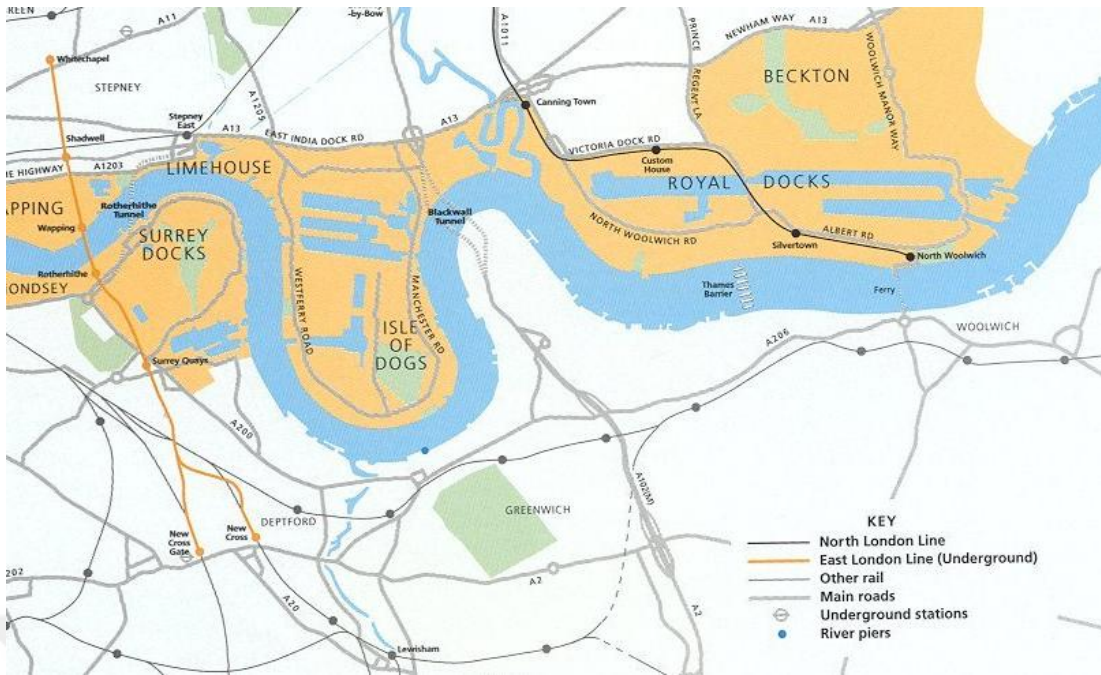 GREEN
A11
-by-Bow
A1011
PRINCE
REGENT LA
NEWHAM WAY
A13
WOOLWICH MANOR WAY
BECKTON
Whitechapel
STEPNEY
A1205
Canning Town
Stepney
East
A13
EAST INDIA DOCK RD
A13
VICTORIA DOCK RD
Custom
House
Shadwell
HE HIGHWAY
A1203
LIMEHOUSE
ROYAL DOCKS
APPING
Rotherhithe
Tunnel
Blackwall
Tunnel
Wapping
SURREY
DOCKS
NORTH WOOLWICH RD
Silvertown
ALBERT RD
North Woolwich
Rotherhithe
ONDSEY
WESTFERRY ROAD
MANCHESTER RD
Thames
Barrier
Ferry
ISLE
OF
DOGS
WOOLWICH
A206
Surrey Quays
A200
A102(M)
GREENWICH
DEPTFORD
New
Cross
Gate
New
Cross
A202
A20
A2
A2
Lewisham
KEY
North London Line
East London Line (Underground)
Other rail
Main roads
Underground stations
River piers